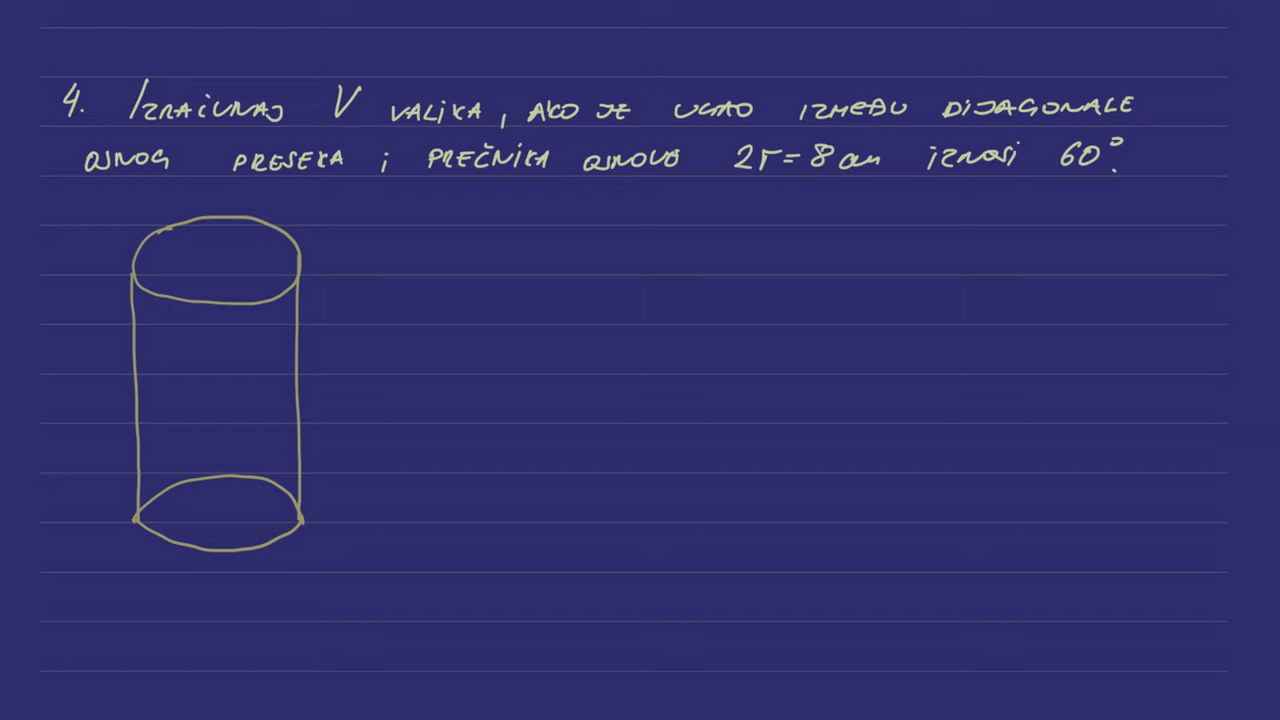 4. IZRAČUNAJ V VALJKA, AKO JE UGAO IZMEĐU DIJAGONALE
OSNOG PRESEKA i PREČNIKA OSNOVE 2r = 8 cm iZNOSi 60°.